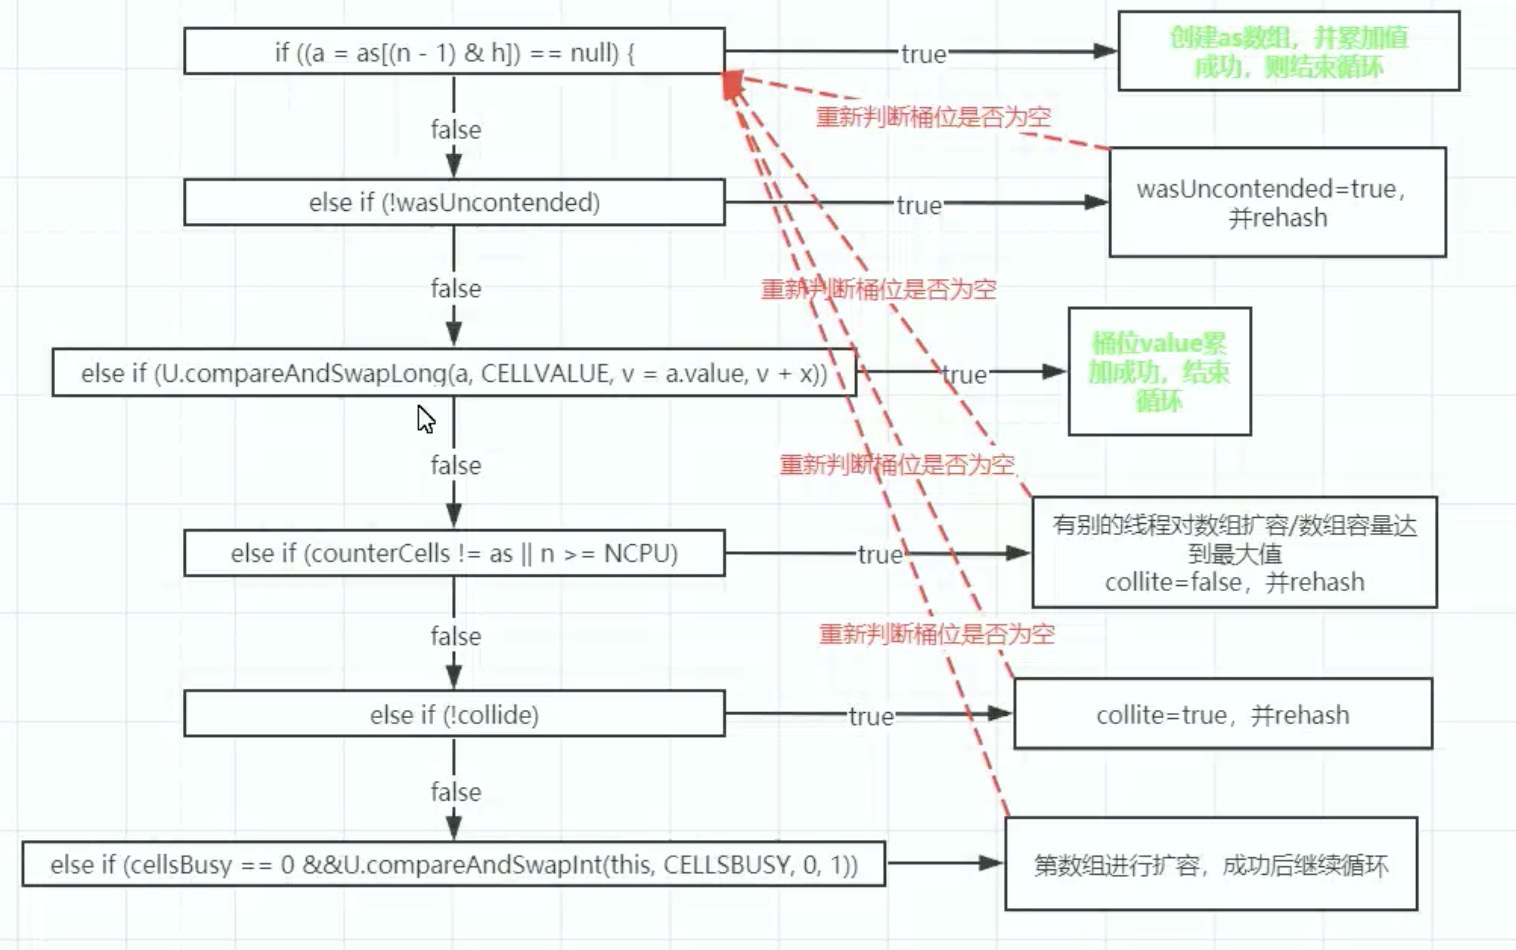 if ((a = as[(n - 1) & h]) == null) {
true
创建as数组，并累加值
成功，则结束循环
重新判断桶位是否为空
false
else if (!wasUncontended)
true
wasUncontended=true，
并rehash
false
重新判断桶位是否为空
else if (U.compareAndSwapLong(a, CELLVALUE, v = a.value, v + x))
true
桶位value累
加成功，结束
循环
false
重新判断桶位是否为空
else if (counterCells != as || n >= NCPU)
true
有别的线程对数组扩容/数组容量达
到最大值
collite=false，并rehash
false
重新判断桶位是否为空
else if (!collide)
true
collite=true，并rehash
false
else if (cellsBusy == 0 &&U.compareAndSwapInt(this, CELLSBUSY, 0, 1))
第数组进行扩容，成功后继续循环